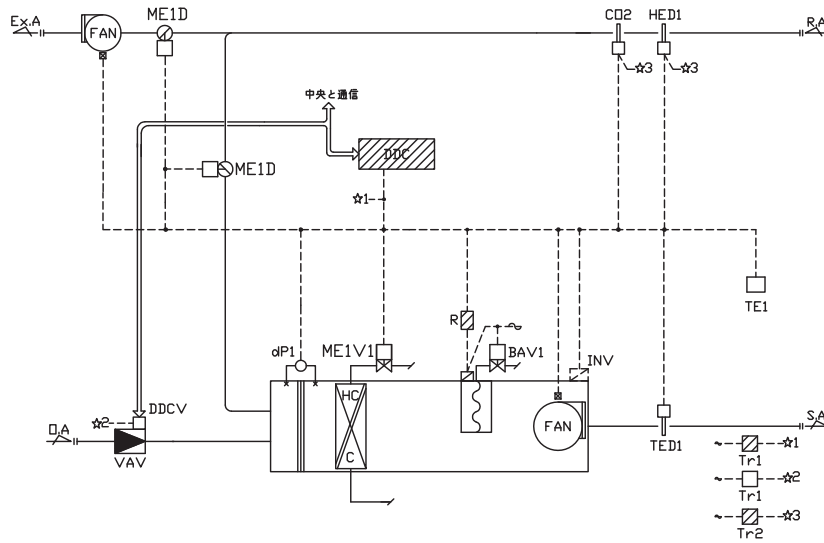 Ex.A
FAN
ME1D
CO2
HED1
R.A
☆3
☆3
中央と通信
DDC
ME1D
☆1
TE1
R
dP1
ME1V1
BAV1
INV
DDCV
☆2
HC
C
FAN
O.A
S.A
VAV
TED1
☆1
Tr1
☆2
Tr1
☆3
Tr2